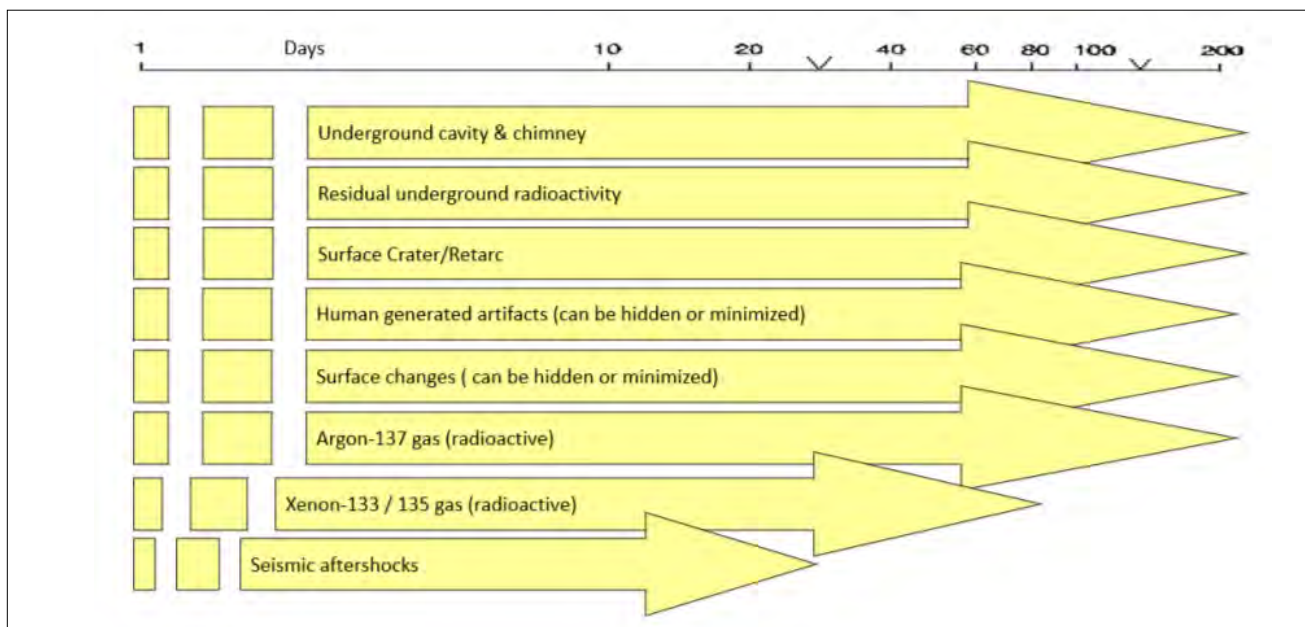 1 Days 10 20 40 60 80 100 200
Underground cavity & chimney
Residual underground radioactivity
Surface Crater/Retarc
Human generated artifacts (can be hidden or minimized)
Surface changes ( can be hidden or minimized)
Argon-137 gas (radioactive)
Xenon-133 / 135 gas (radioactive)
Seismic aftershocks